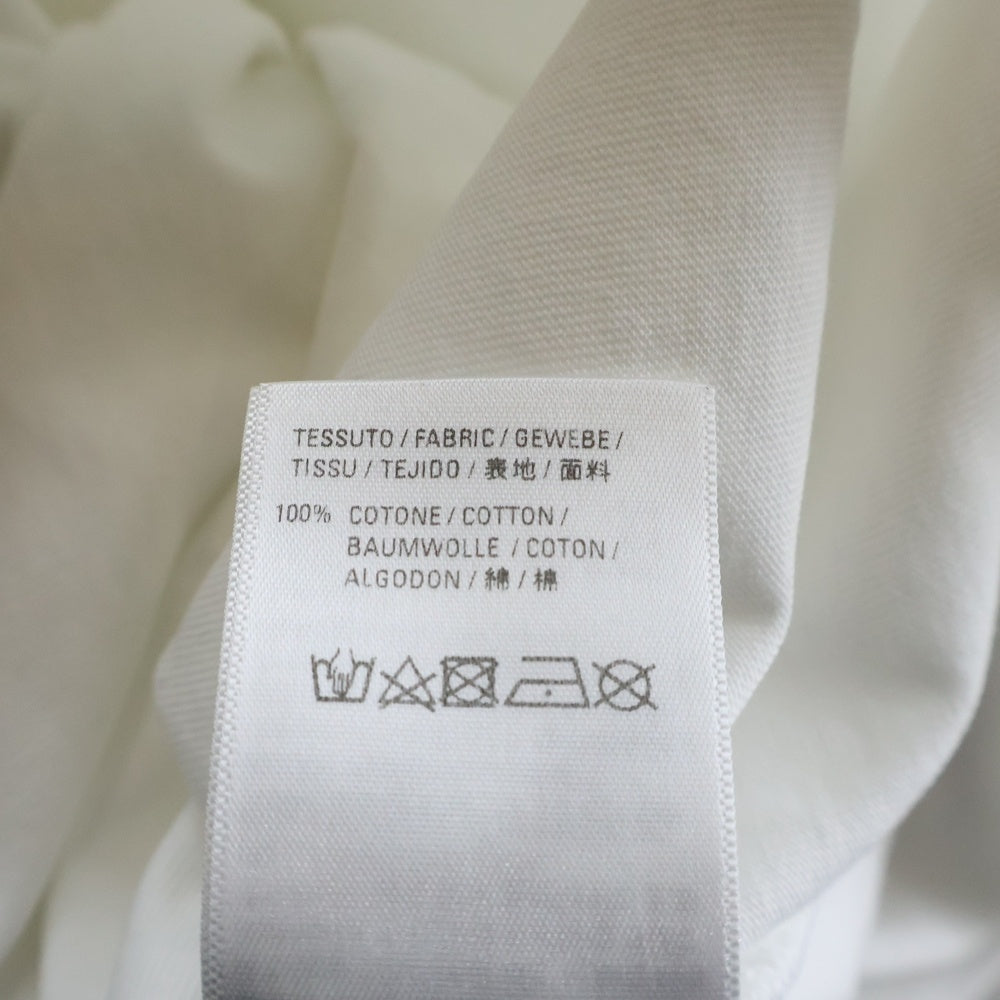 TESSUTO / FABRIC / GEWEBE /
TISSU / TEJIDO / 表地 / 面料
100% COTONE / COTTON /
BAUMWOLLE / COTON /
ALGODON / 綿 / 棉